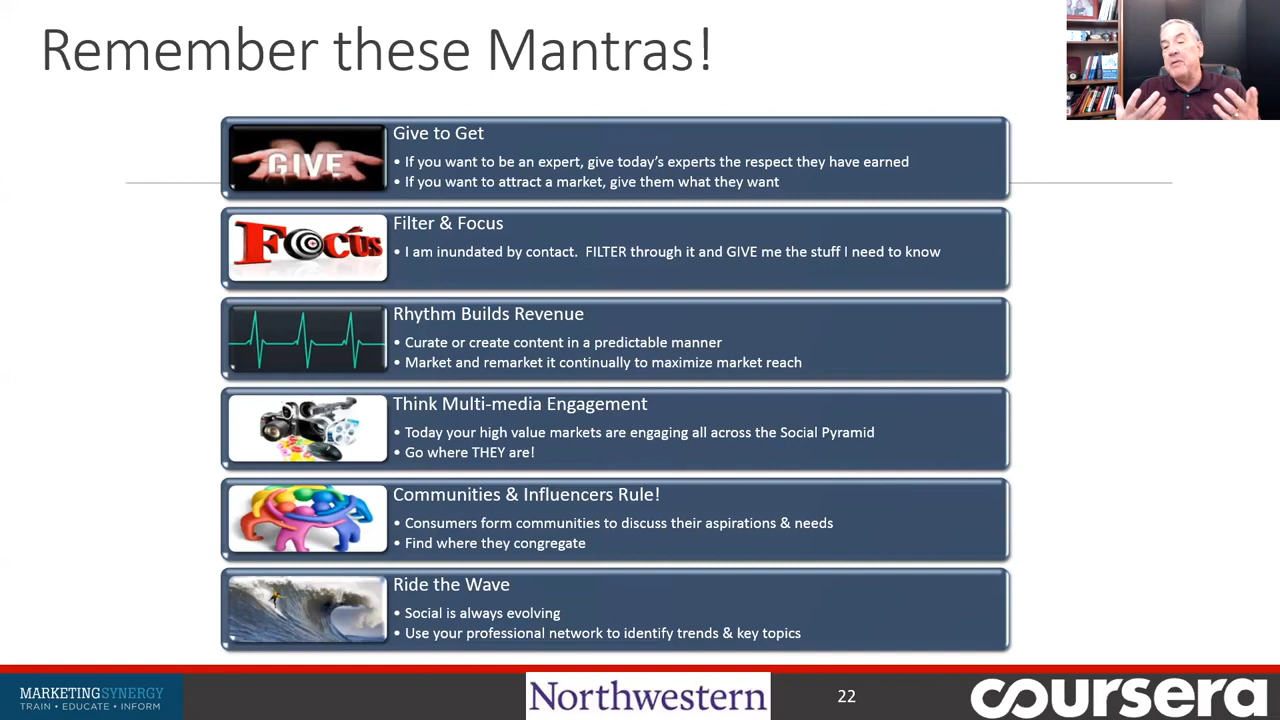 Remember these Mantras!
GIVE
Give to Get
• If you want to be an expert, give today’s experts the respect they have earned
• If you want to attract a market, give them what they want
Focus
Filter & Focus
• I am inundated by contact.  FILTER through it and GIVE me the stuff I need to know
Rhythm Builds Revenue
• Curate or create content in a predictable manner
• Market and remarket it continually to maximize market reach
Think Multi-media Engagement
• Today your high value markets are engaging all across the Social Pyramid
• Go where THEY are!
Communities & Influencers Rule!
• Consumers form communities to discuss their aspirations & needs
• Find where they congregate
Ride the Wave
• Social is always evolving
• Use your professional network to identify trends & key topics
MARKETINGSYNERGY
TRAIN • EDUCATE • INFORM
Northwestern
22
coursera